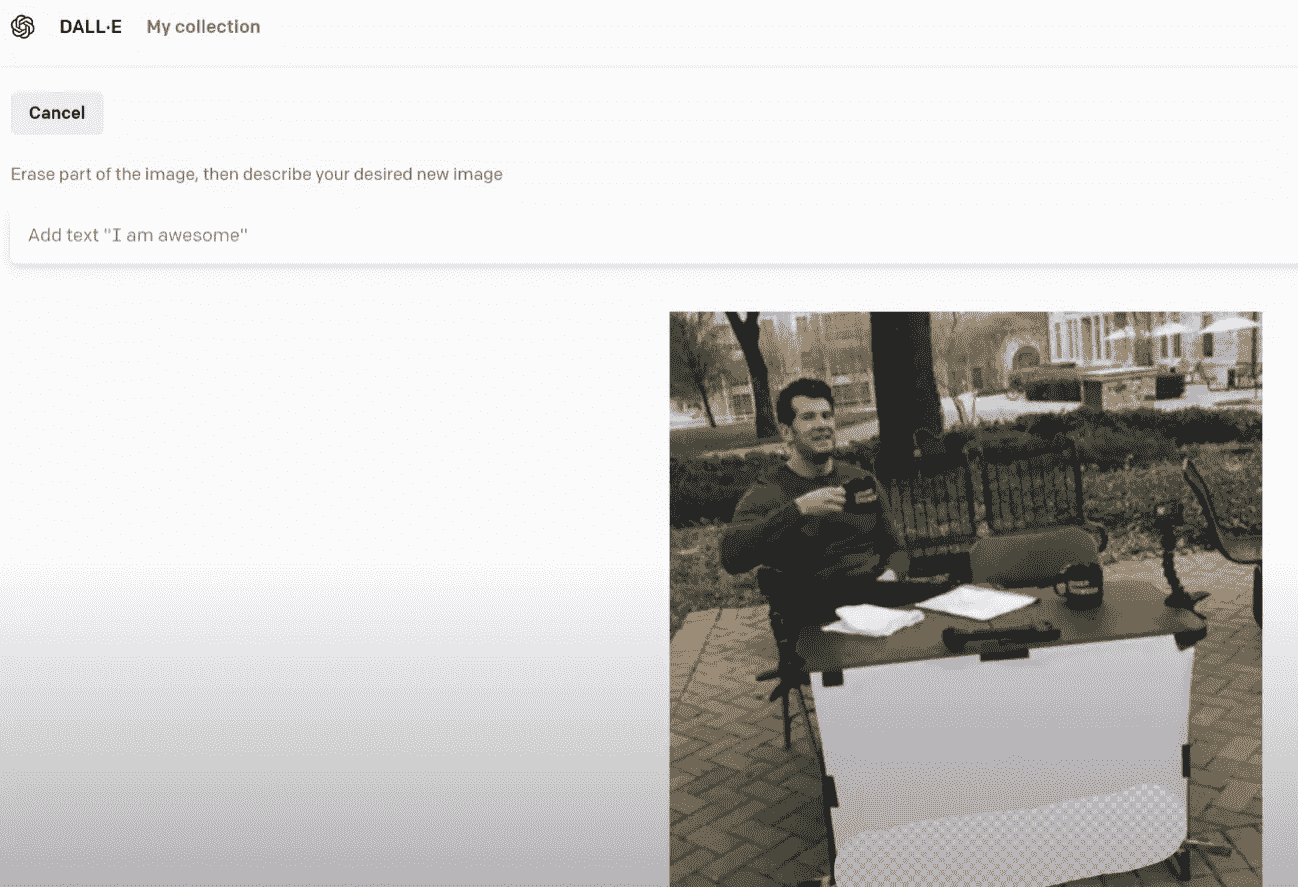 DALL·E My collection
Cancel
Erase part of the image, then describe your desired new image
Add text "I am awesome"